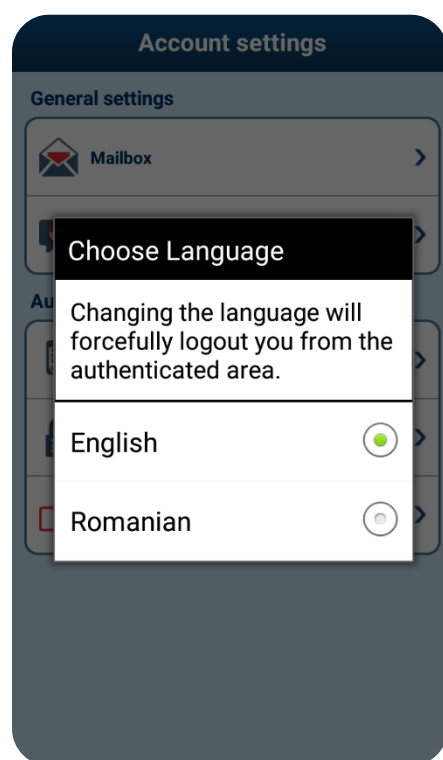 Account settings
General settings
Mailbox
Choose Language
Au
Changing the language will
forcefully logout you from the
authenticated area.
English
Romanian